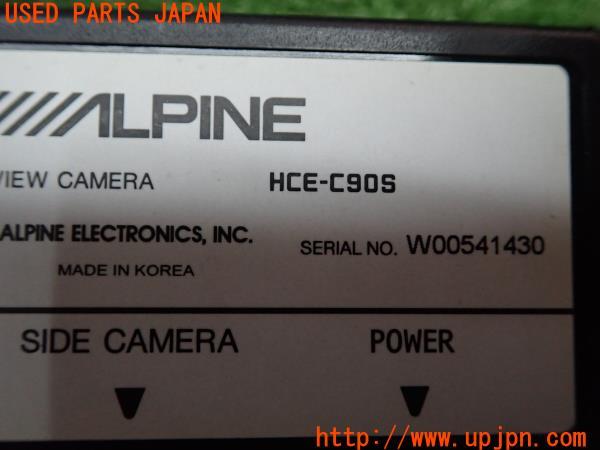 USED PARTS JAPAN
ALPINE
VIEW CAMERA HCE-C90S
ALPINE ELECTRONICS, INC.
SERIAL NO. W00541430
MADE IN KOREA
SIDE CAMERA POWER
▼ ▼
http://www.upjpn.com/